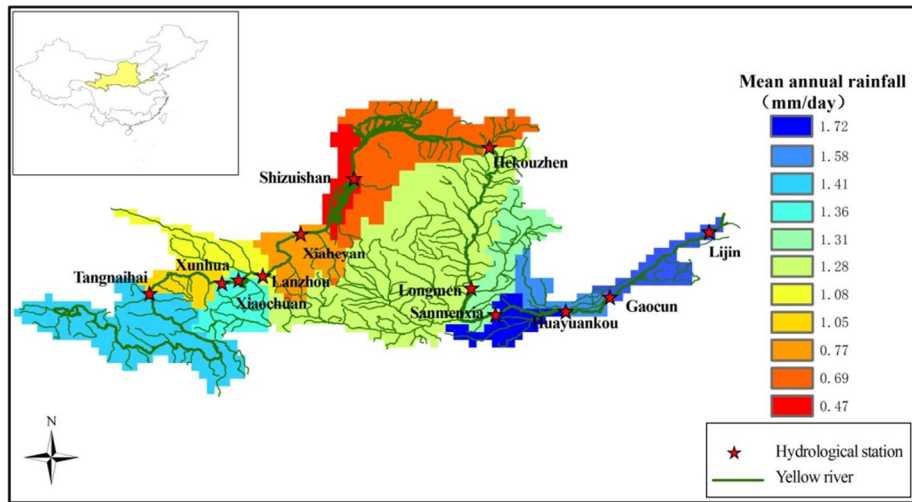 Mean annual rainfall
（mm/day）
1.72
1.58
1.41
1.36
1.31
1.28
1.08
1.05
0.77
0.69
0.47
Hekouzhen
Shizuishan
Xiaheyan
Lijin
Xunhua
Tangnaihai
Lanzhou
Longmen
Gaocun
Xiaochuan
Sanmenxia
Huayuankou
N
Hydrological station
Yellow river